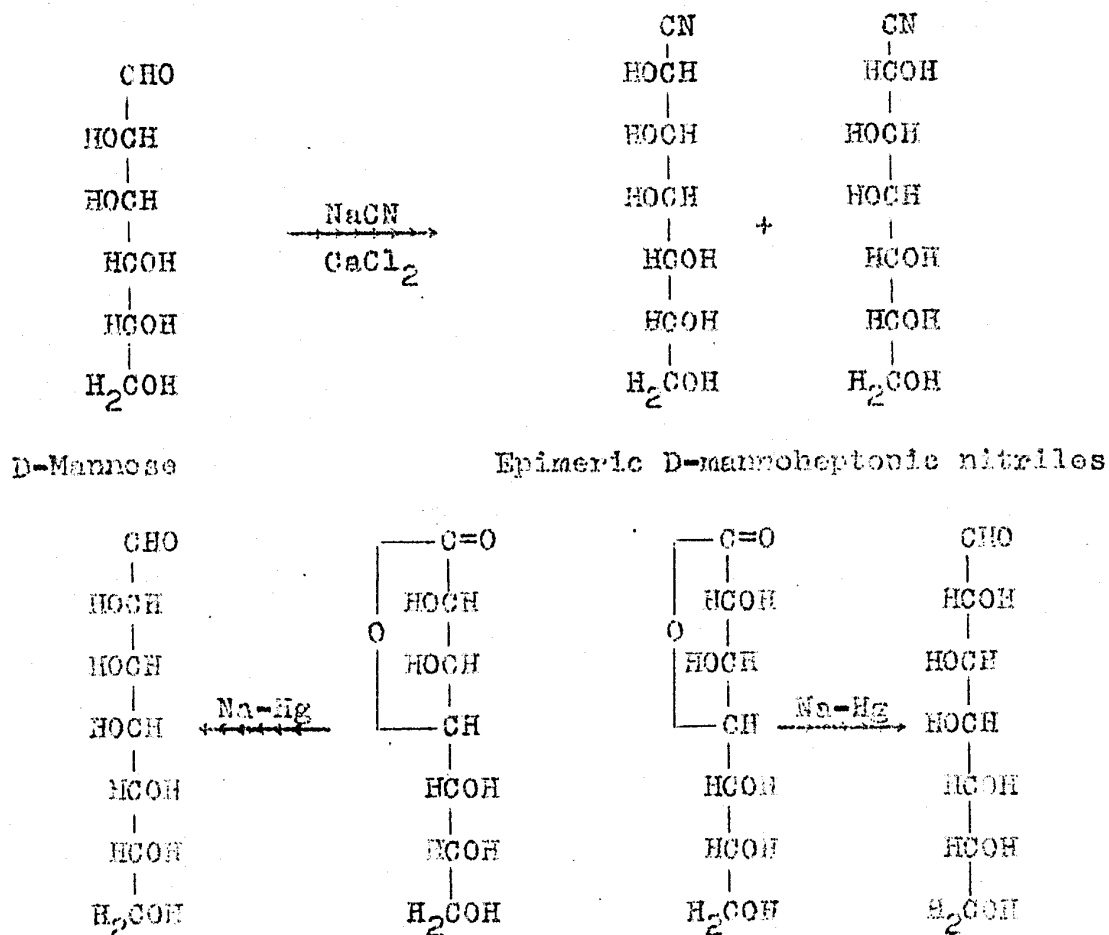 CHO
HOCH
HOCH
HCOH
HCOH
H₂COH
NaCN
CaCl₂
CN
HOCH
HOCH
HOCH
HCOH
HCOH
H₂COH
+
CN
HCOH
HOCH
HOCH
HCOH
HCOH
H₂COH
D-Mannose
Epimeric D-mannoheptonic nitriles
CHO
HOCH
HOCH
HOCH
HCOH
HCOH
H₂COH
Na-Hg
C=O
HOCH
O
HOCH
CH
HCOH
HCOH
H₂COH
C=O
HCOH
O
HOCH
CH
HCOH
HCOH
H₂COH
Na-Hg
CHO
HCOH
HOCH
HOCH
HCOH
HCOH
H₂COH